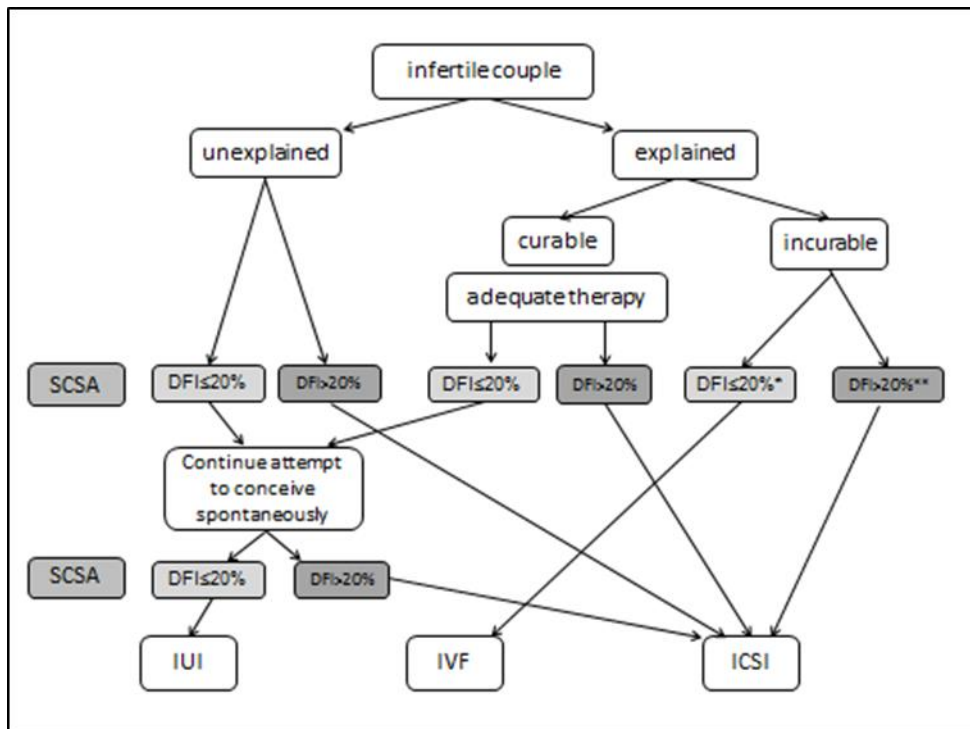 infertile couple
unexplained
explained
curable
incurable
adequate therapy
SCSA
DFI≤20%
DFI>20%
DFI≤20%
DFI>20%
DFI≤20%*
DFI>20%**
Continue attempt
to conceive
spontaneously
SCSA
DFI≤20%
DFI>20%
IUI
IVF
ICSI